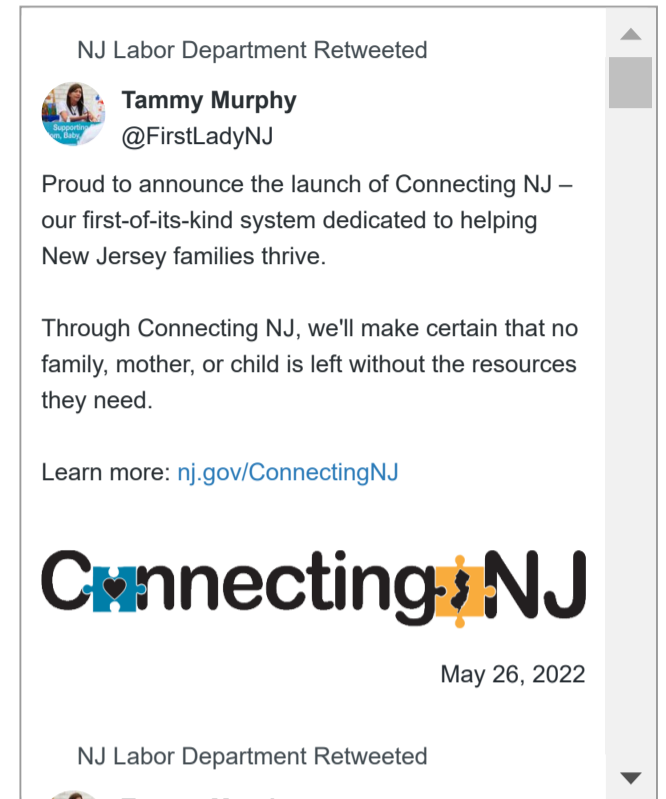 NJ Labor Department Retweeted
Tammy Murphy
@FirstLadyNJ
Proud to announce the launch of Connecting NJ –
our first-of-its-kind system dedicated to helping
New Jersey families thrive.
Through Connecting NJ, we'll make certain that no
family, mother, or child is left without the resources
they need.
Learn more: nj.gov/ConnectingNJ
Connecting NJ
May 26, 2022
NJ Labor Department Retweeted